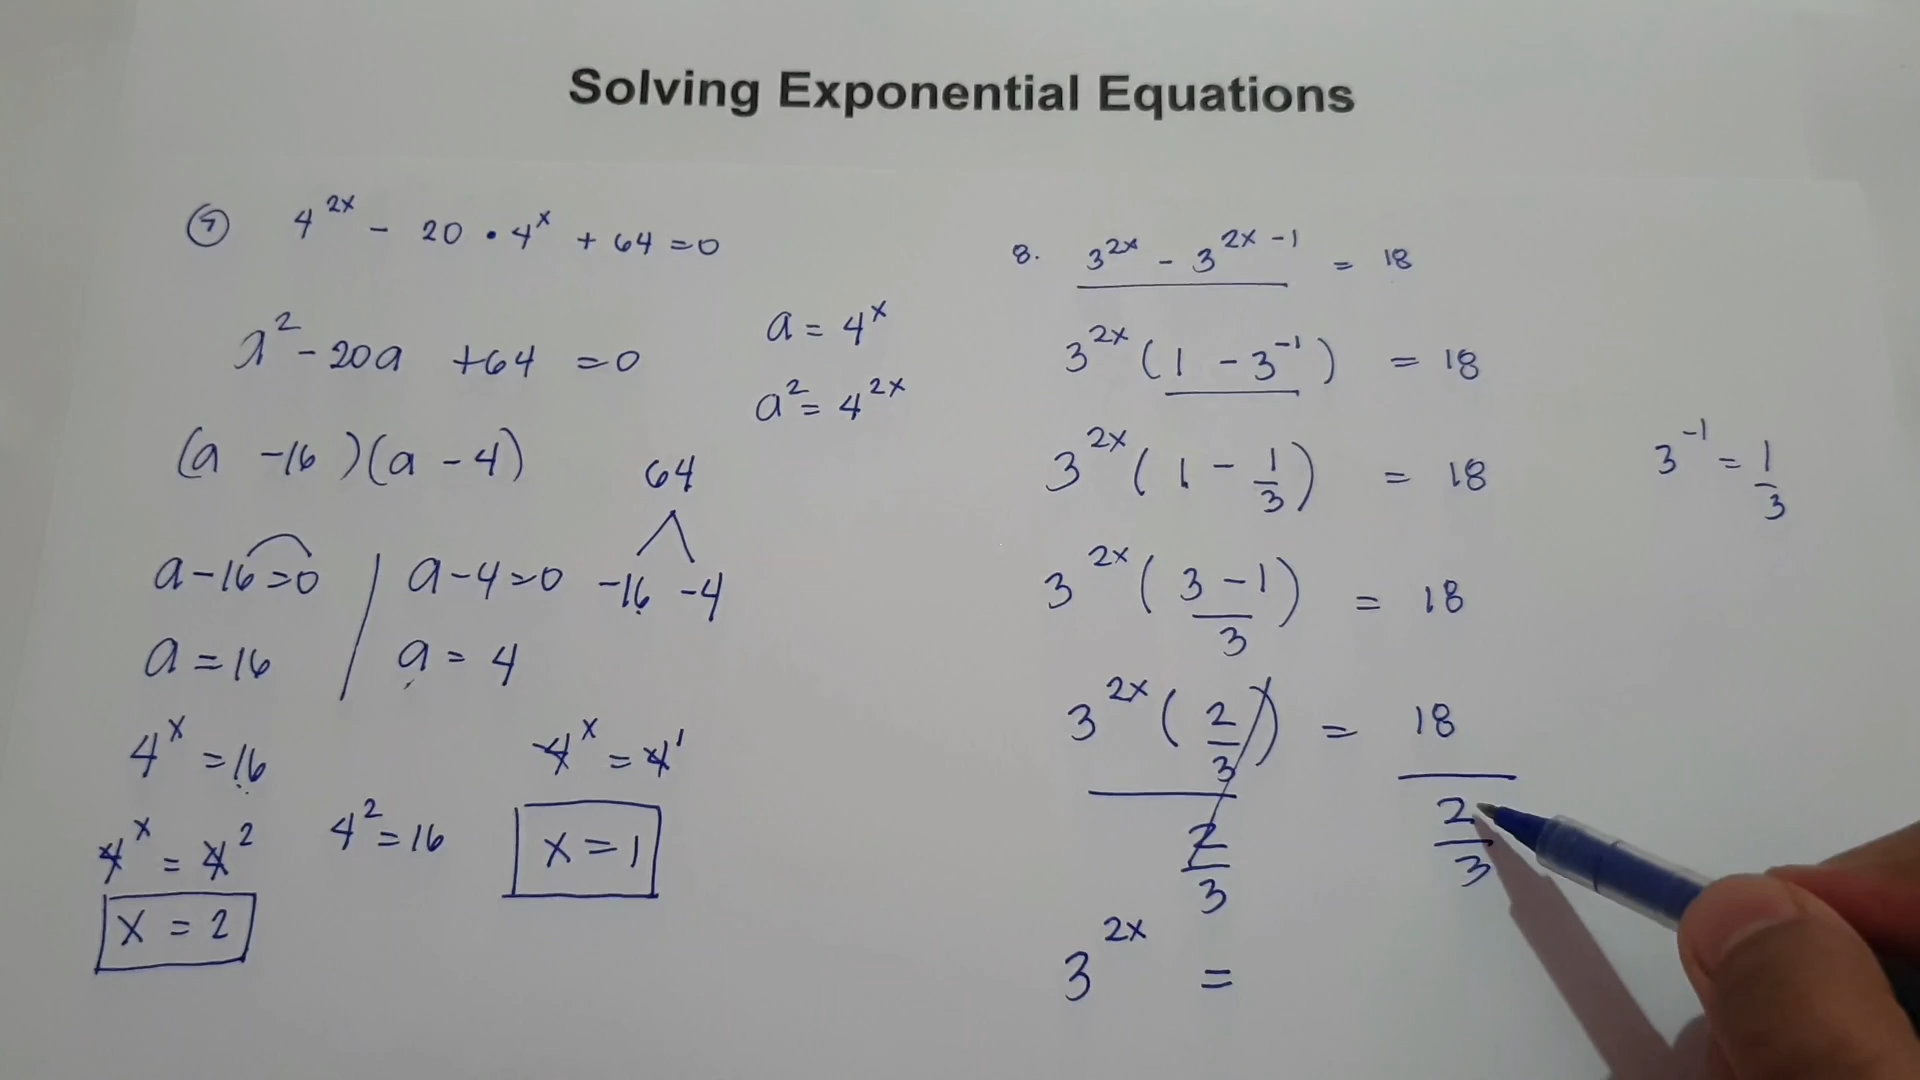 Solving Exponential Equations
⑦ 4^2x - 20 • 4^x + 64 = 0
a^2 - 20a + 64 = 0
a = 4^x
a^2 = 4^2x
(a - 16)(a - 4)
64
-16 -4
a - 16 = 0 / a - 4 = 0
a = 16 / a = 4
4^x = 16
4^x = 4^2
4^2 = 16
x = 2
4^x = 4^1
x = 1
8. 3^2x - 3^2x-1 = 18
3^2x (1 - 3^-1) = 18
3^2x (1 - 1/3) = 18
3^-1 = 1/3
3^2x (3 - 1 / 3) = 18
3^2x (2/3) = 18
2/3 2/3
3^2x =